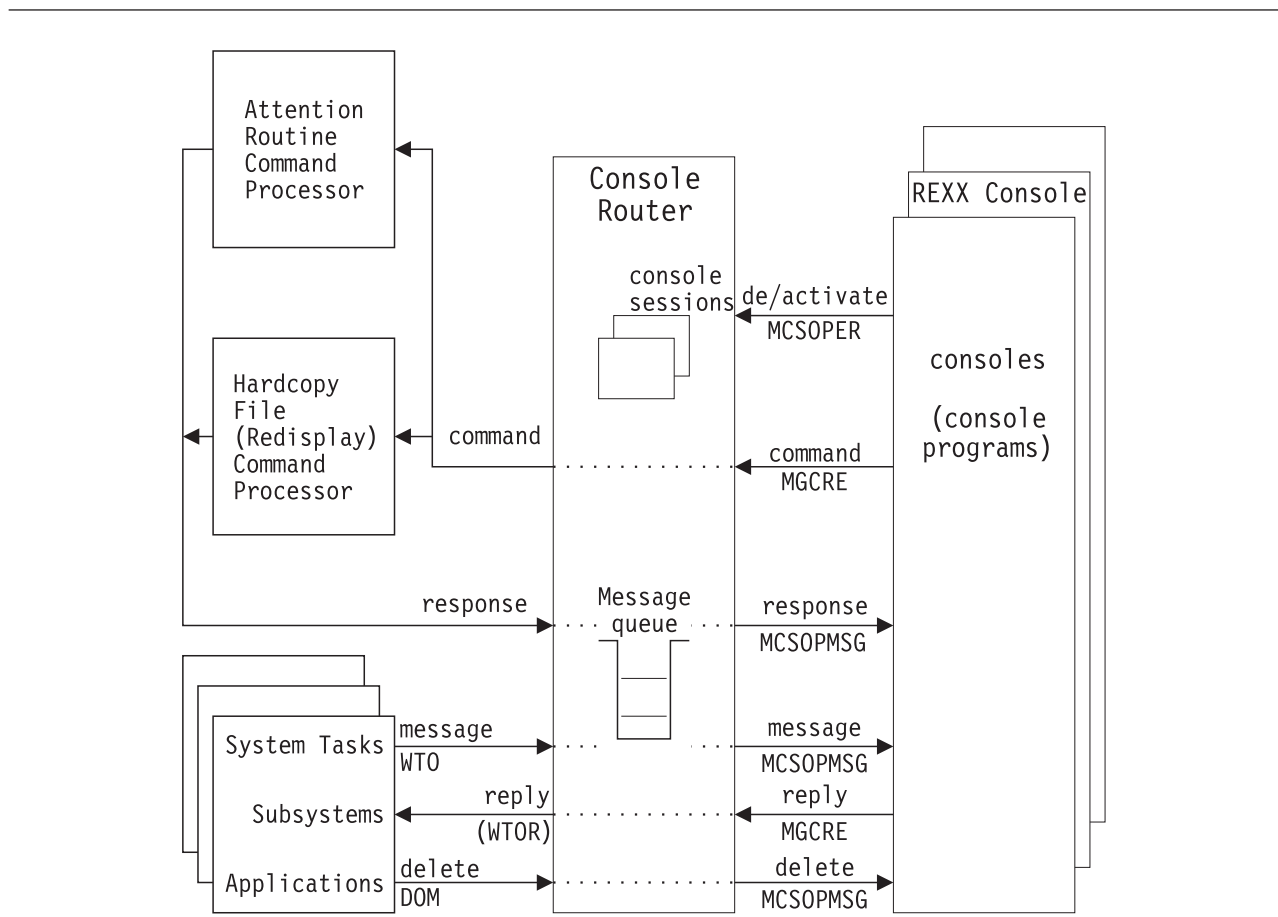 Attention
Routine
Command
Processor
Console
Router
REXX Console
console
sessions
de/activate
MCSOPER
consoles
(console
programs)
Hardcopy
File
(Redisplay)
Command
Processor
command
command
MGCRE
response
Message
queue
response
MCSOPMSG
System Tasks
message
WTO
message
MCSOPMSG
Subsystems
reply
(WTOR)
reply
MGCRE
Applications
delete
DOM
delete
MCSOPMSG